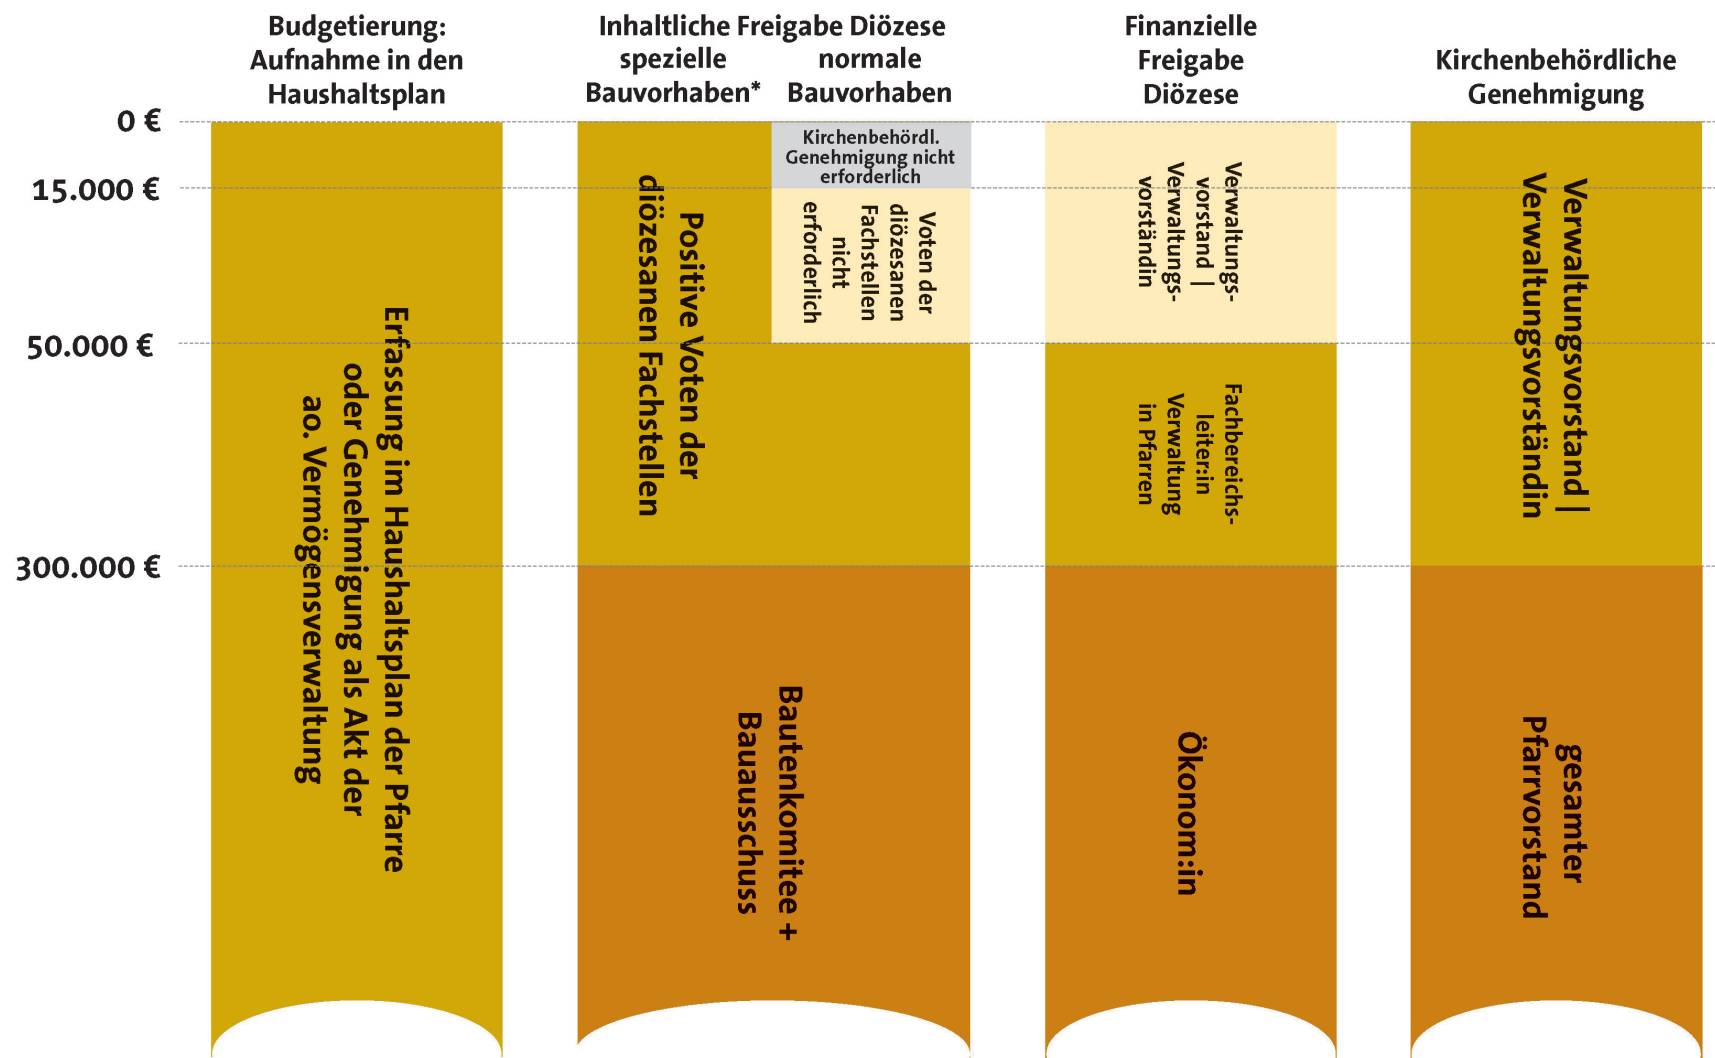 Budgetierung:
Aufnahme in den
Haushaltsplan
Inhaltliche Freigabe Diözese
spezielle
Bauvorhaben*
normale
Bauvorhaben
Finanzielle
Freigabe
Diözese
Kirchenbehördliche
Genehmigung
0 €
15.000 €
50.000 €
300.000 €
Erfassung im Haushaltsplan der Pfarre
oder Genehmigung als Akt der
ao. Vermögensverwaltung
Positive Voten der
diözesanen Fachstellen
Kirchenbehördl.
Genehmigung nicht
erforderlich
Voten der
diözesanen
Fachstellen
nicht
erforderlich
Bautenkomitee +
Bauausschuss
Verwaltungs-
vorstand |
Verwaltungs-
vorständin
Fachbereichs-
leiter:in
Verwaltung
in Pfarren
Ökonom:in
Verwaltungsvorstand |
Verwaltungsvorständin
gesamter
Pfarrvorstand